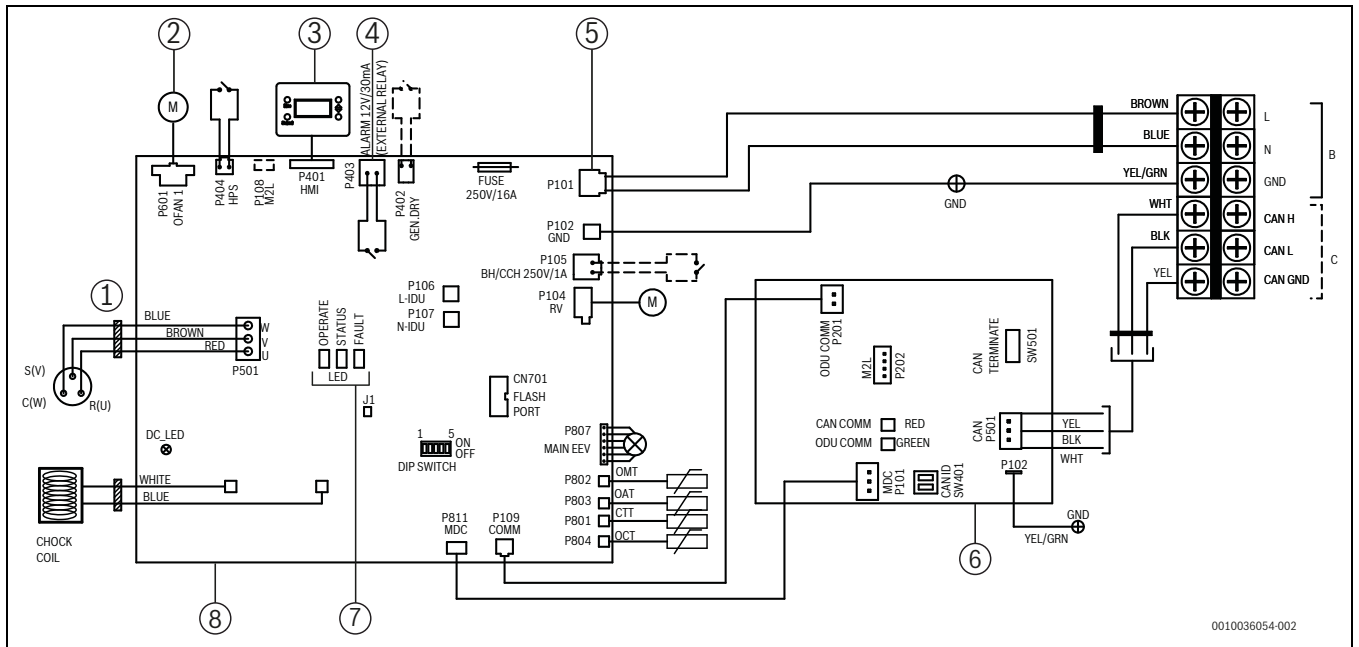 2
3
4
5
M
ALARM 12V/30mA
(EXTERNAL RELAY)
P601
OFAN 1
P404
HPS
P108
M2L
P401
HMI
P403
P402
GEN.DRY
FUSE
250V/16A
P101
P102
GND
P105
BH/CCH 250V/1A
P104
RV
M
GND
BROWN
BLUE
YEL/GRN
WHT
BLK
YEL
L
N
GND
CAN H
CAN L
CAN GND
B
C
1
BLUE
BROWN
RED
W
V
U
P501
S(V)
C(W)
R(U)
DC_LED
WHITE
BLUE
CHOCK
COIL
OPERATE
STATUS
FAULT
LED
J1
P106
L-IDU
P107
N-IDU
CN701
FLASH
PORT
1 5
ON
OFF
DIP SWITCH
P807
MAIN EEV
P802
OMT
P803
OAT
P801
CTT
P804
OCT
P811
MDC
P109
COMM
ODU COMM
P201
M2L
P202
CAN
TERMINATE
SW501
CAN COMM RED
ODU COMM GREEN
MDC
P101
CAN ID
SW401
CAN
P501
YEL
BLK
WHT
P102
GND
YEL/GRN
6
7
8
0010036054-002